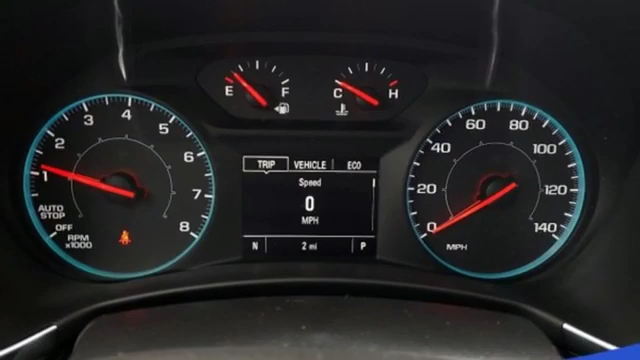 E F
C H
1 2 3 4 5 6 7 8
AUTO
STOP
OFF
RPM
x1000
TRIP VEHICLE ECO
Speed
0
MPH
N 2 mi P
0 20 40 60 80 100 120 140
MPH